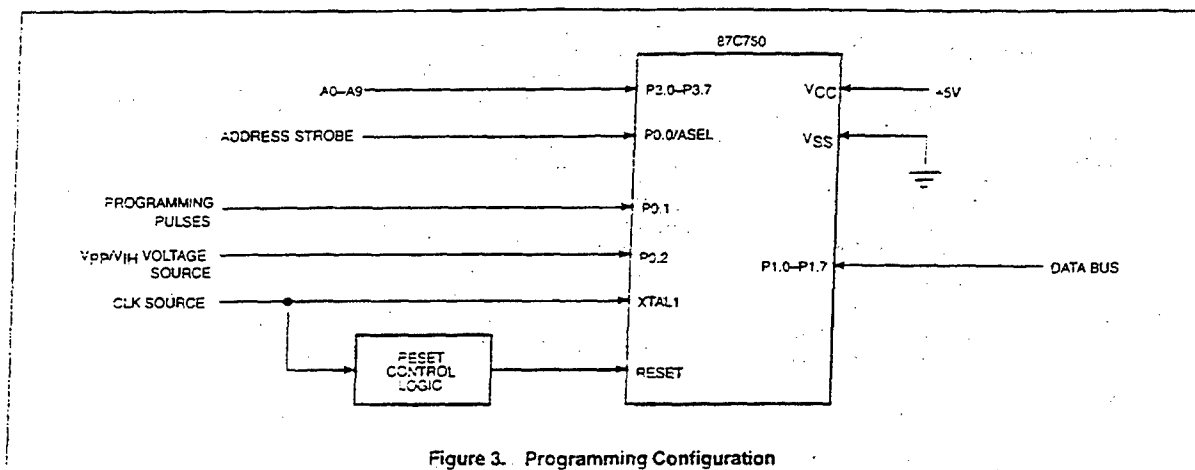 87C750
A0–A9
P3.0–P3.7
VCC
+5V
ADDRESS STROBE
P0.0/ASEL
VSS
PROGRAMMING
PULSES
P0.1
VPP/VIH VOLTAGE
SOURCE
P0.2
P1.0–P1.7
DATA BUS
CLK SOURCE
XTAL1
RESET
CONTROL
LOGIC
RESET
Figure 3. Programming Configuration